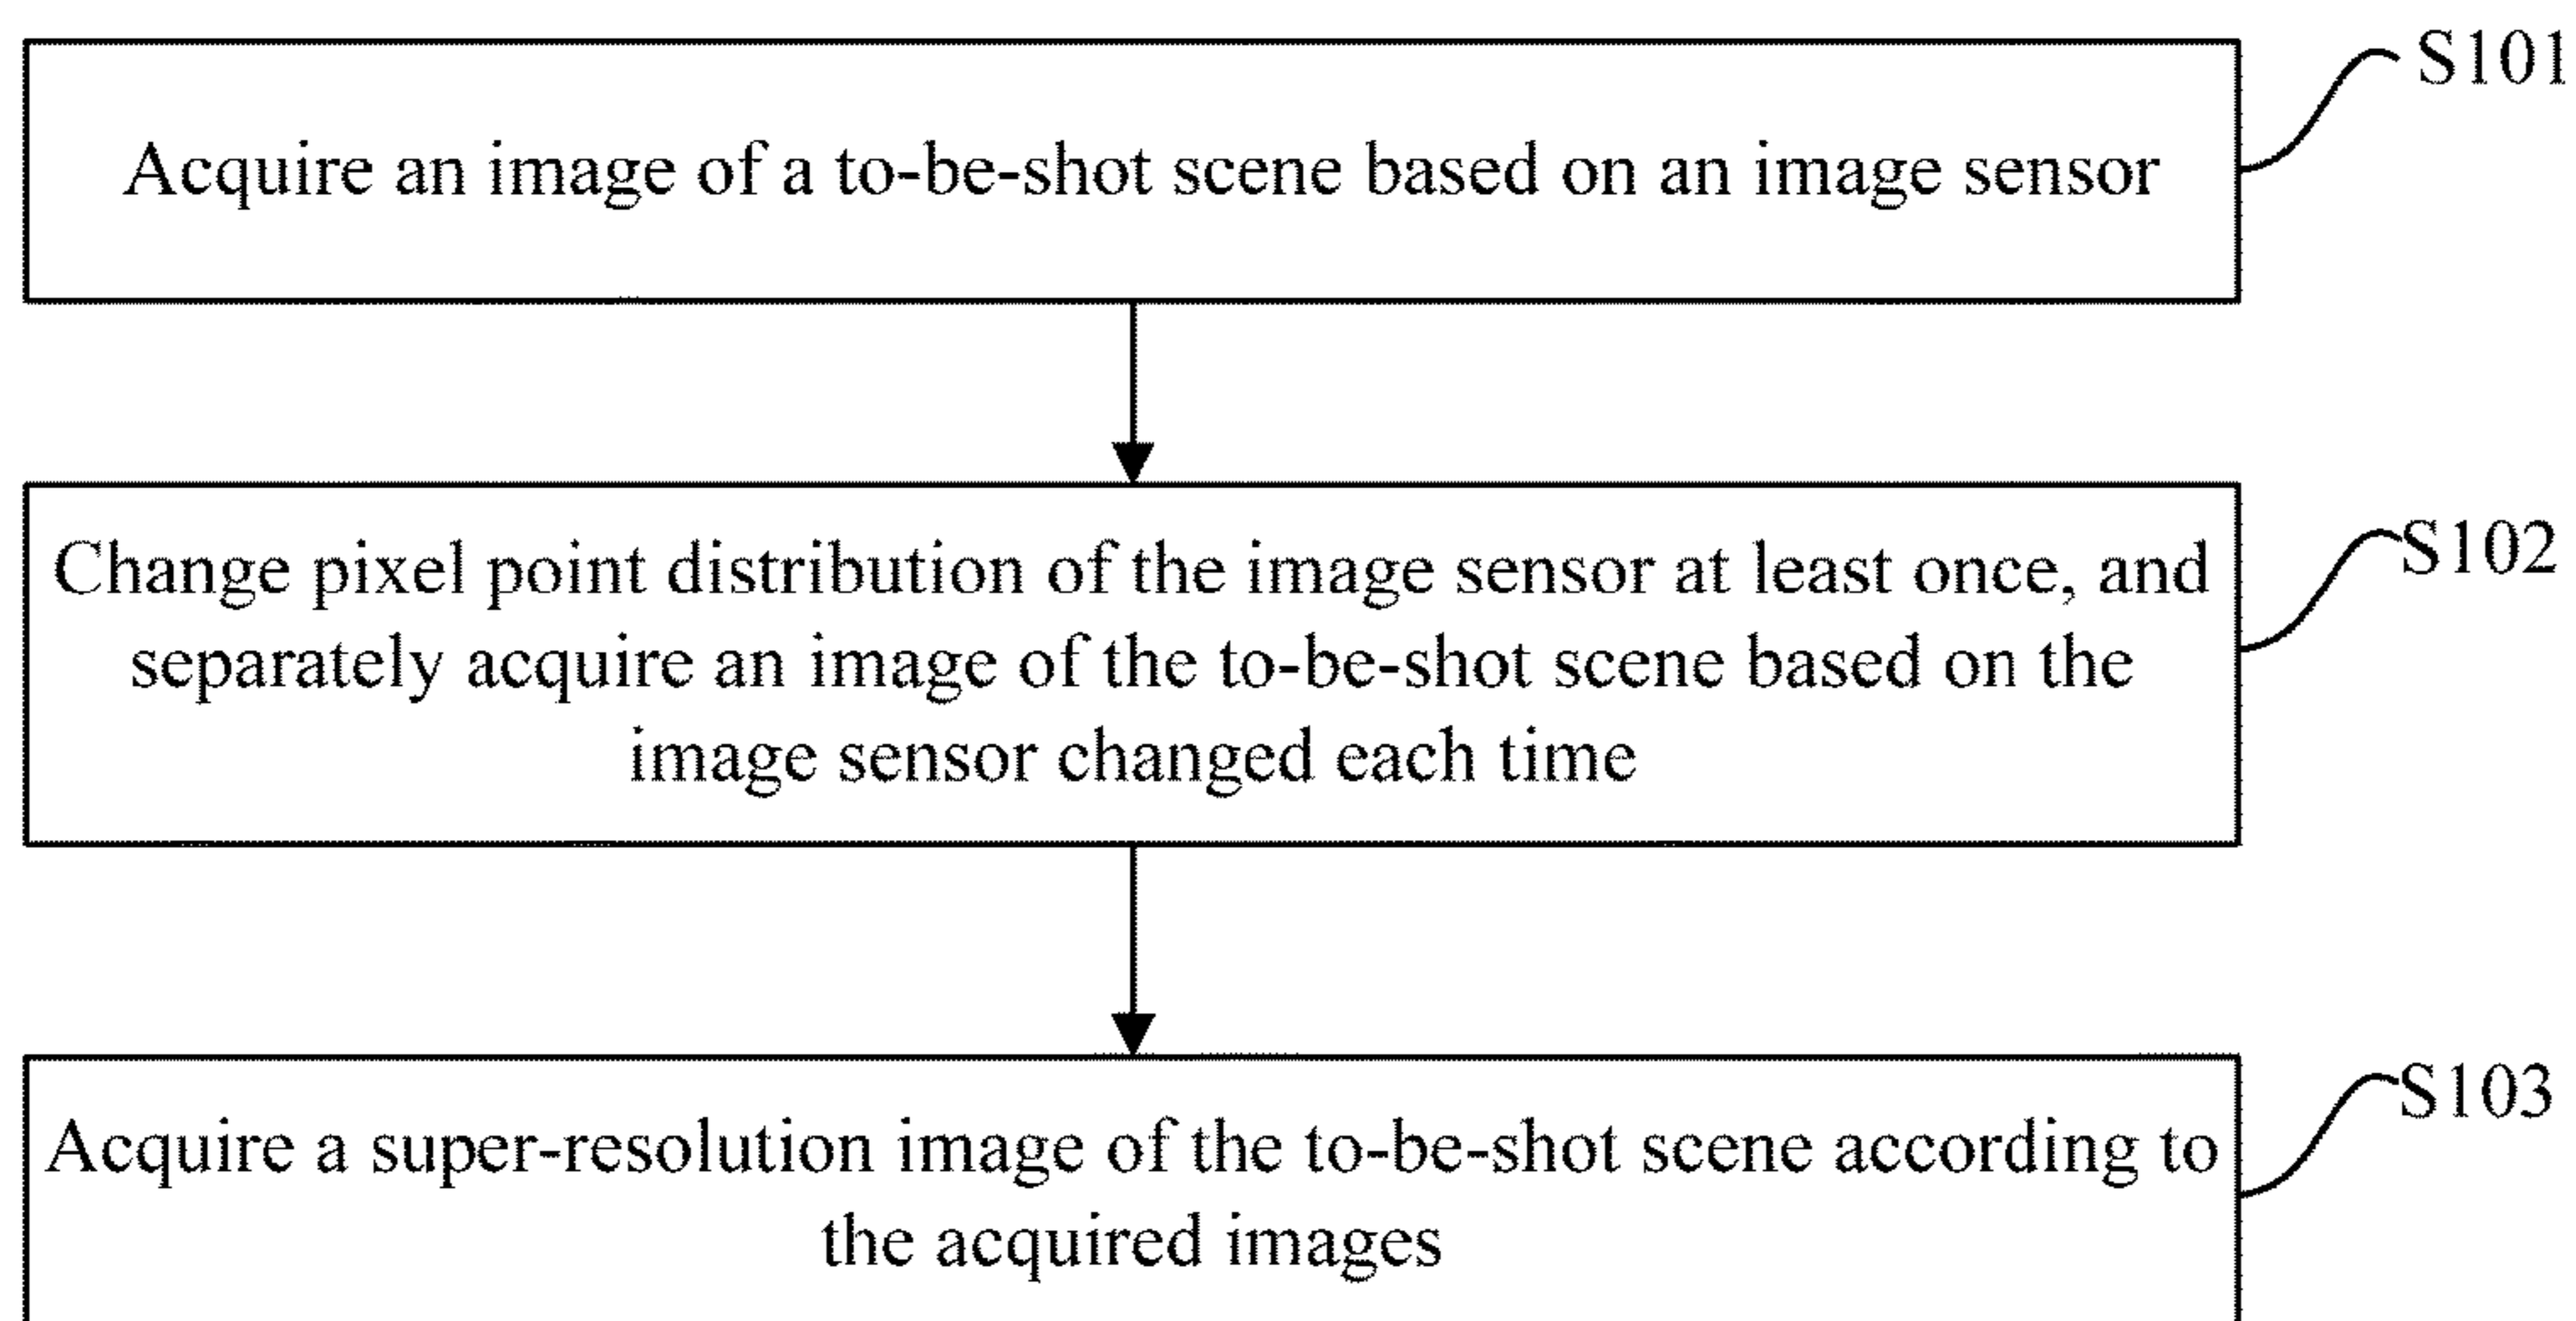 S101
Acquire an image of a to-be-shot scene based on an image sensor
S102
Change pixel point distribution of the image sensor at least once, and
separately acquire an image of the to-be-shot scene based on the
image sensor changed each time
S103
Acquire a super-resolution image of the to-be-shot scene according to
the acquired images